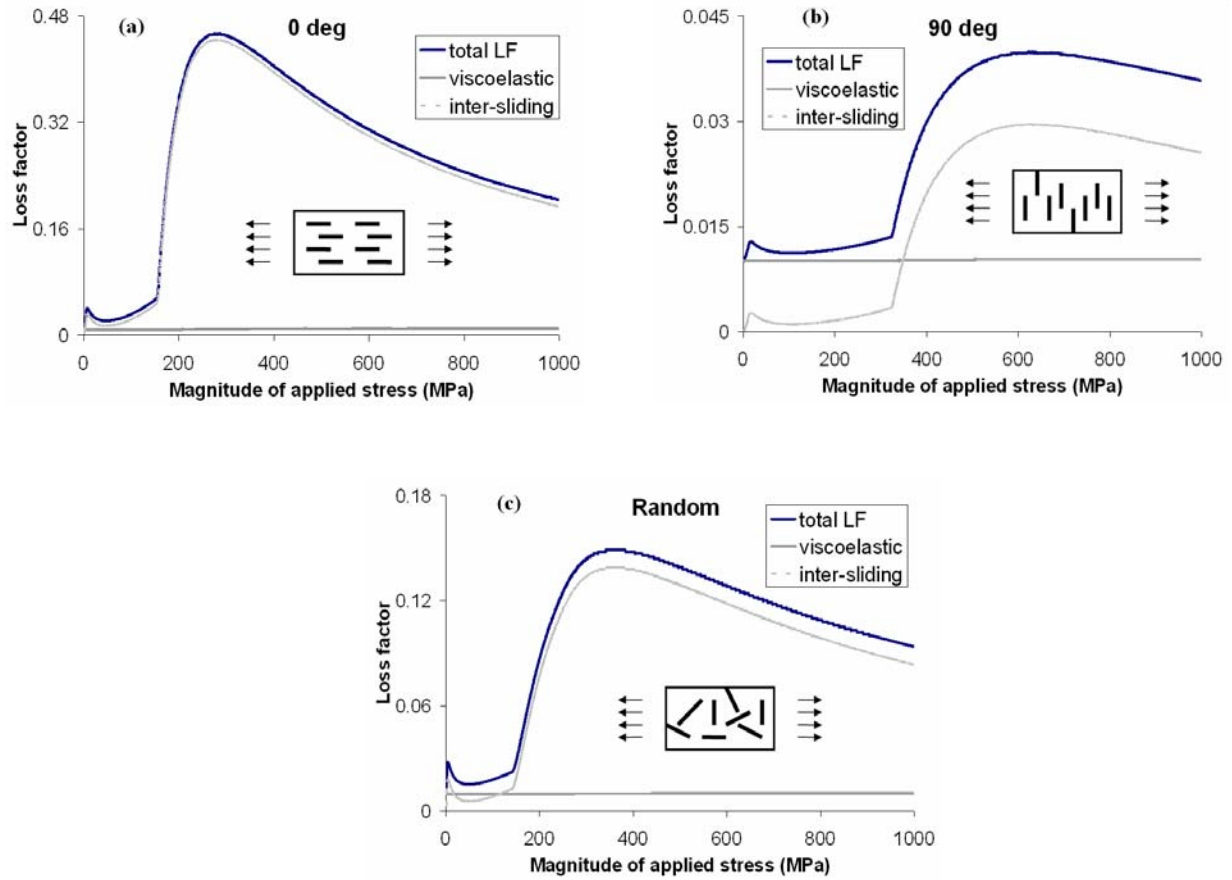 (a)
0 deg
total LF
viscoelastic
inter-sliding
Loss factor
0.48
0.32
0.16
0
0 200 400 600 800 1000
Magnitude of applied stress (MPa)
(b)
90 deg
total LF
viscoelastic
inter-sliding
Loss factor
0.045
0.03
0.015
0
0 200 400 600 800 1000
Magnitude of applied stress (MPa)
(c)
Random
total LF
viscoelastic
inter-sliding
Loss factor
0.18
0.12
0.06
0
0 200 400 600 800 1000
Magnitude of applied stress (MPa)